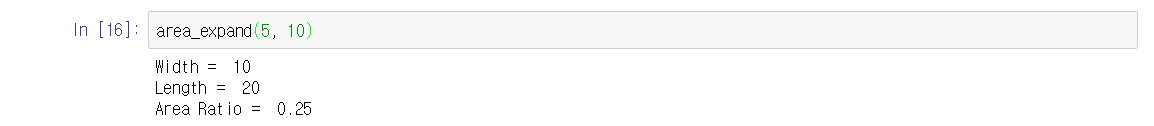 In [16]: area_expand(5, 10)
Width =  10
Length =  20
Area Ratio =  0.25